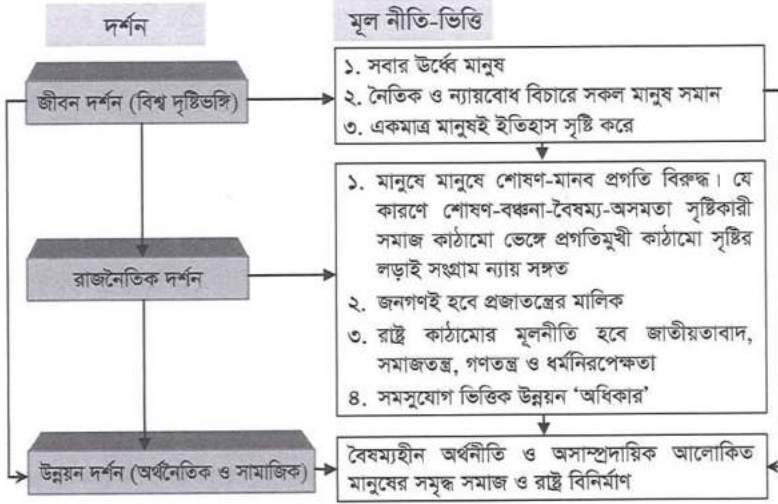 দর্শন
মূল নীতি-ভিত্তি
জীবন দর্শন (বিশ্ব দৃষ্টিভঙ্গি)
১. সবার ঊর্ধ্বে মানুষ
২. নৈতিক ও ন্যায়বোধ বিচারে সকল মানুষ সমান
৩. একমাত্র মানুষই ইতিহাস সৃষ্টি করে
রাজনৈতিক দর্শন
১. মানুষে মানুষে শোষণ-মানব প্রগতি বিরুদ্ধ। যে
কারণে শোষণ-বঞ্চনা-বৈষম্য-অসমতা সৃষ্টিকারী
সমাজ কাঠামো ভেঙ্গে প্রগতিমুখী কাঠামো সৃষ্টির
লড়াই সংগ্রাম ন্যায় সঙ্গত
২. জনগণই হবে প্রজাতন্ত্রের মালিক
৩. রাষ্ট্র কাঠামোর মূলনীতি হবে জাতীয়তাবাদ,
সমাজতন্ত্র, গণতন্ত্র ও ধর্মনিরপেক্ষতা
৪. সমসুযোগ ভিত্তিক উন্নয়ন ‘অধিকার’
উন্নয়ন দর্শন (অর্থনৈতিক ও সামাজিক)
বৈষম্যহীন অর্থনীতি ও অসাম্প্রদায়িক আলোকিত
মানুষের সমৃদ্ধ সমাজ ও রাষ্ট্র বিনির্মাণ